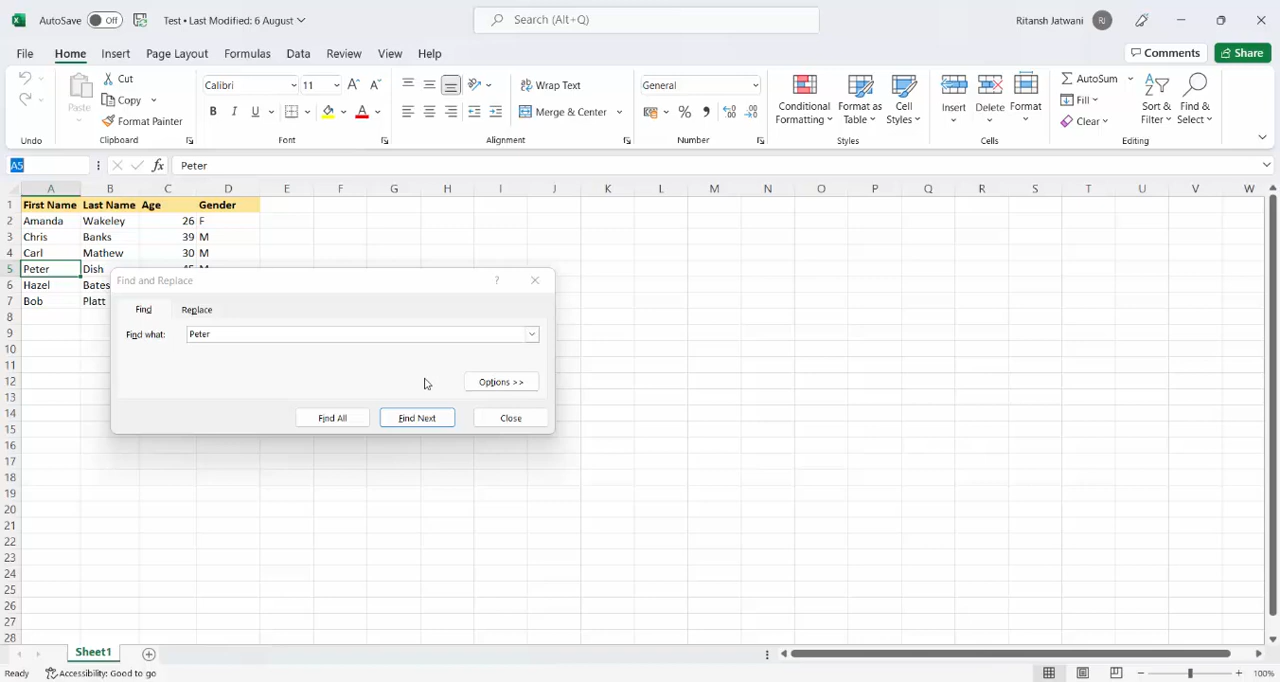 AutoSave Off Test • Last Modified: 6 August Search (Alt+Q) Ritansh Jatwani RJ
File Home Insert Page Layout Formulas Data Review View Help Comments Share
Paste Cut Copy Format Painter
Calibri 11 B I U A
Wrap Text Merge & Center
General % 9
Conditional Formatting Format as Table Cell Styles
Insert Delete Format
AutoSum Fill Clear Sort & Filter Find & Select
Undo Clipboard Font Alignment Number Styles Cells Editing
A5 fx Peter
A B C D E F G H I J K L M N O P Q R S T U V W
1 First Name Last Name Age Gender
2 Amanda Wakeley 26 F
3 Chris Banks 39 M
4 Carl Mathew 30 M
5 Peter Dish
6 Hazel Bates
7 Bob Platt
8
9
10
11
12
13
14
15
16
17
18
19
20
21
22
23
24
25
26
27
28
Find and Replace ?
Find Replace
Find what: Peter
Options >>
Find All Find Next Close
Sheet1
Ready Accessibility: Good to go 100%